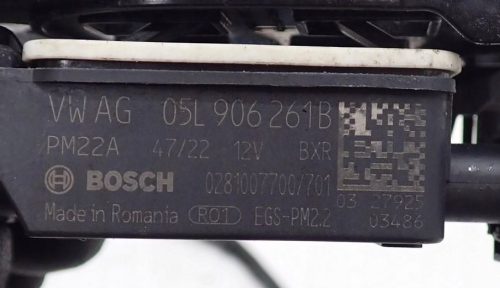 VW AG 05L 906 261B
PM22A 47/22 12V BXR
BOSCH 0281007700/701
Made in Romania RO1 EGS-PM2.2
03 27925
03486